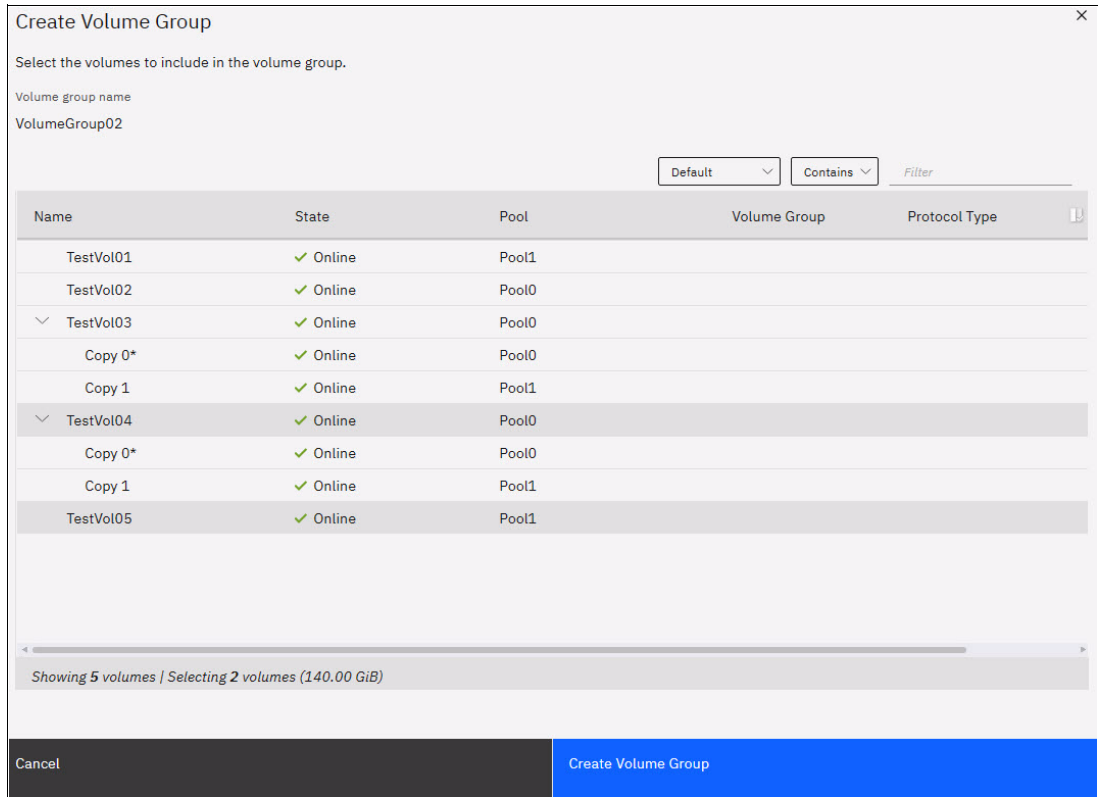 Create Volume Group
Select the volumes to include in the volume group.
Volume group name
VolumeGroup02
Default Contains Filter
Name State Pool Volume Group Protocol Type
TestVol01 Online Pool1
TestVol02 Online Pool0
TestVol03 Online Pool0
Copy 0* Online Pool0
Copy 1 Online Pool1
TestVol04 Online Pool0
Copy 0* Online Pool0
Copy 1 Online Pool1
TestVol05 Online Pool1
Showing 5 volumes | Selecting 2 volumes (140.00 GiB)
Cancel Create Volume Group